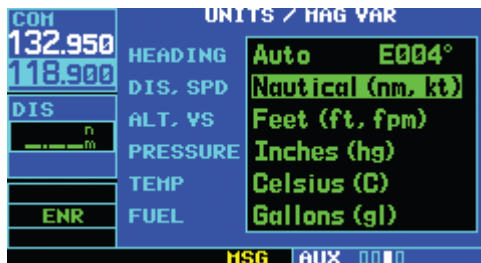 COM
132.950
118.900
DIS
_._ _ nm
ENR
UNITS / MAG VAR
HEADING Auto E004°
DIS, SPD Nautical (nm, kt)
ALT, VS Feet (ft, fpm)
PRESSURE Inches (hg)
TEMP Celsius (C)
FUEL Gallons (gl)
MSG AUX